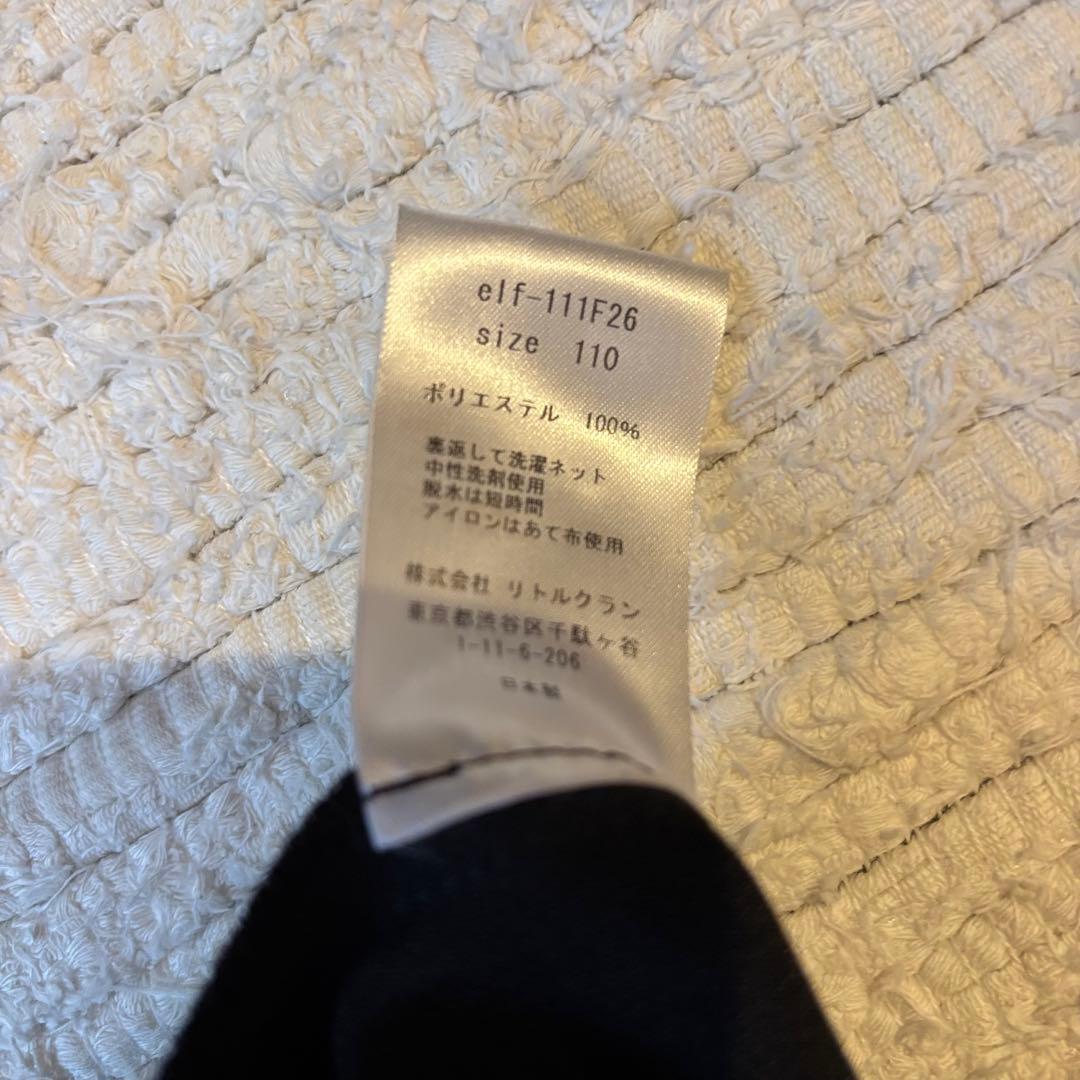 elf-111F26
size 110
ポリエステル 100%
裏返して洗濯ネット
中性洗剤使用
脱水は短時間
アイロンはあて布使用
株式会社 リトルクラン
東京都渋谷区千駄ヶ谷
1-11-6-206
日本製